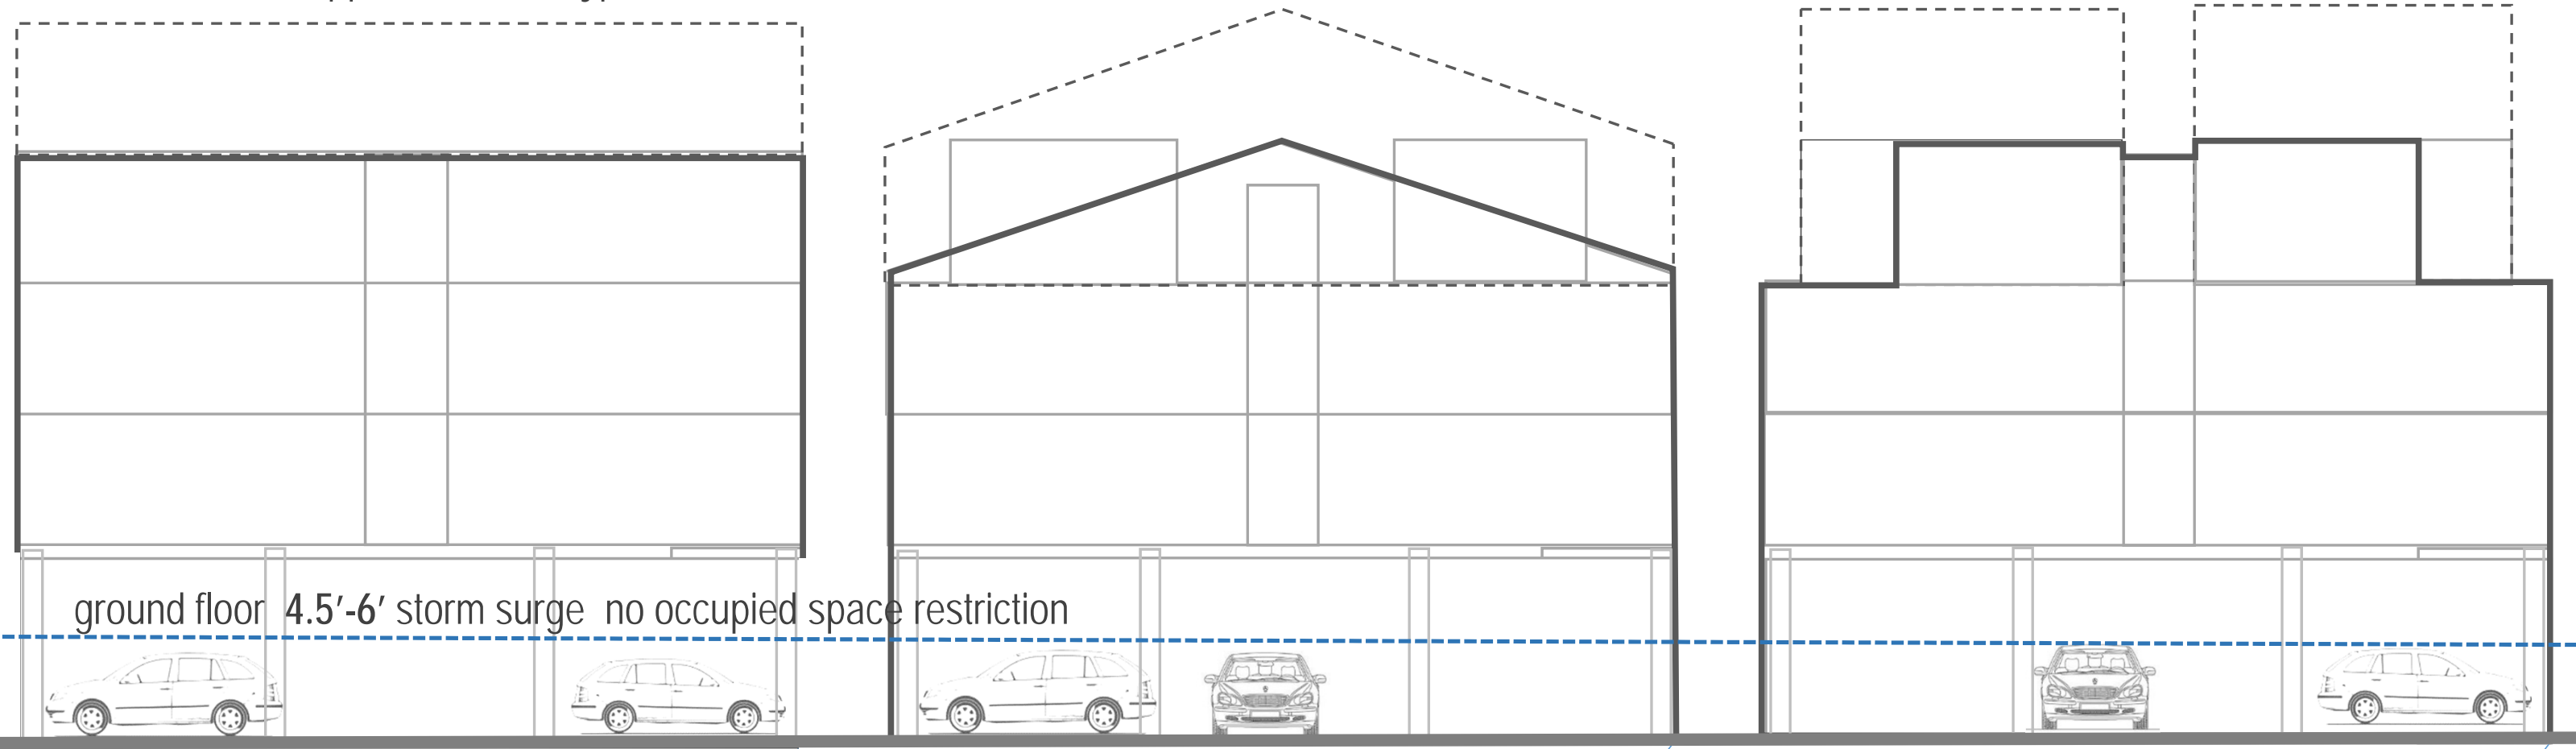 ground floor 4.5'-6' storm surge no occupied space restriction